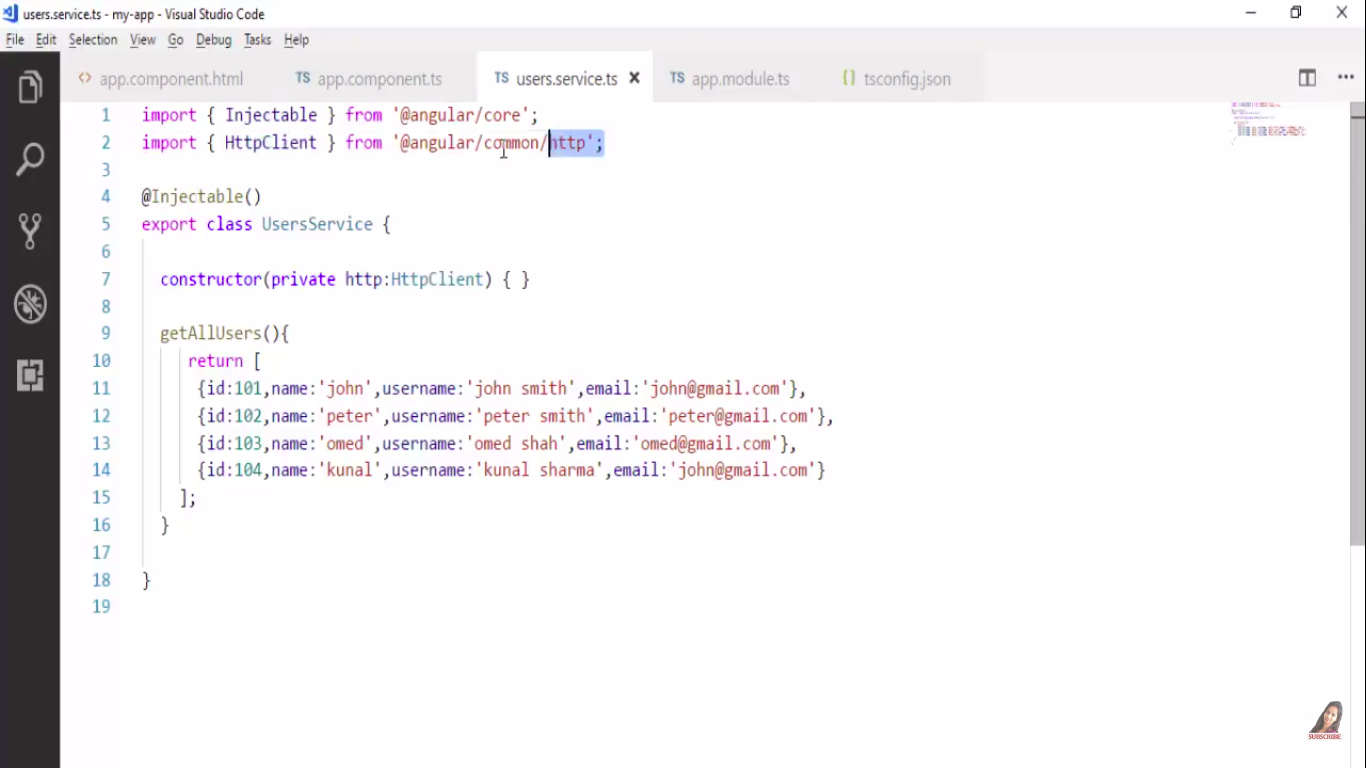 users.service.ts - my-app - Visual Studio Code
File Edit Selection View Go Debug Tasks Help
<> app.component.html TS app.component.ts TS users.service.ts × TS app.module.ts {} tsconfig.json
1 import { Injectable } from '@angular/core';
2 import { HttpClient } from '@angular/common/http';
3
4 @Injectable()
5 export class UsersService {
6
7 constructor(private http:HttpClient) { }
8
9 getAllUsers(){
10 return [
11 {id:101,name:'john',username:'john smith',email:'john@gmail.com'},
12 {id:102,name:'peter',username:'peter smith',email:'peter@gmail.com'},
13 {id:103,name:'omed',username:'omed shah',email:'omed@gmail.com'},
14 {id:104,name:'kunal',username:'kunal sharma',email:'john@gmail.com'}
15 ];
16 }
17
18 }
19
SUBSCRIBE